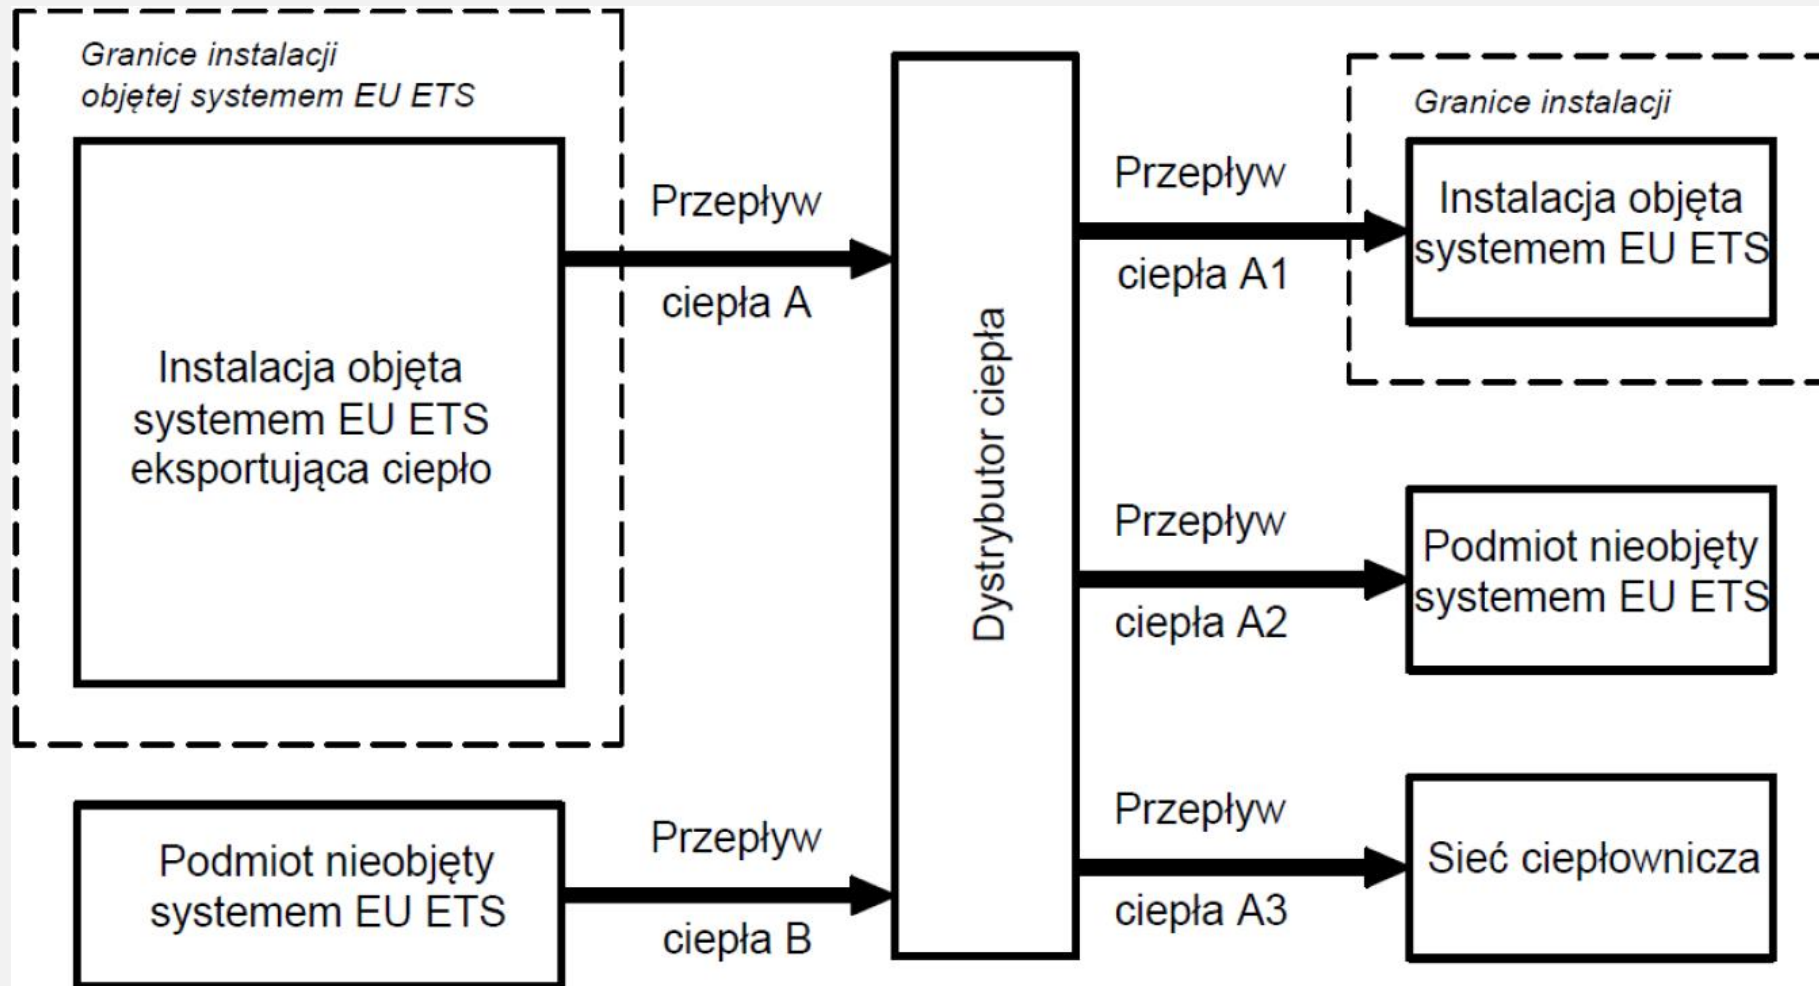 Granice instalacji
objętej systemem EU ETS
Instalacja objęta
systemem EU ETS
eksportująca ciepło
Przepływ
ciepła A
Podmiot nieobjęty
systemem EU ETS
Przepływ
ciepła B
Dystrybutor ciepła
Przepływ
ciepła A1
Granice instalacji
Instalacja objęta
systemem EU ETS
Przepływ
ciepła A2
Podmiot nieobjęty
systemem EU ETS
Przepływ
ciepła A3
Sieć ciepłownicza